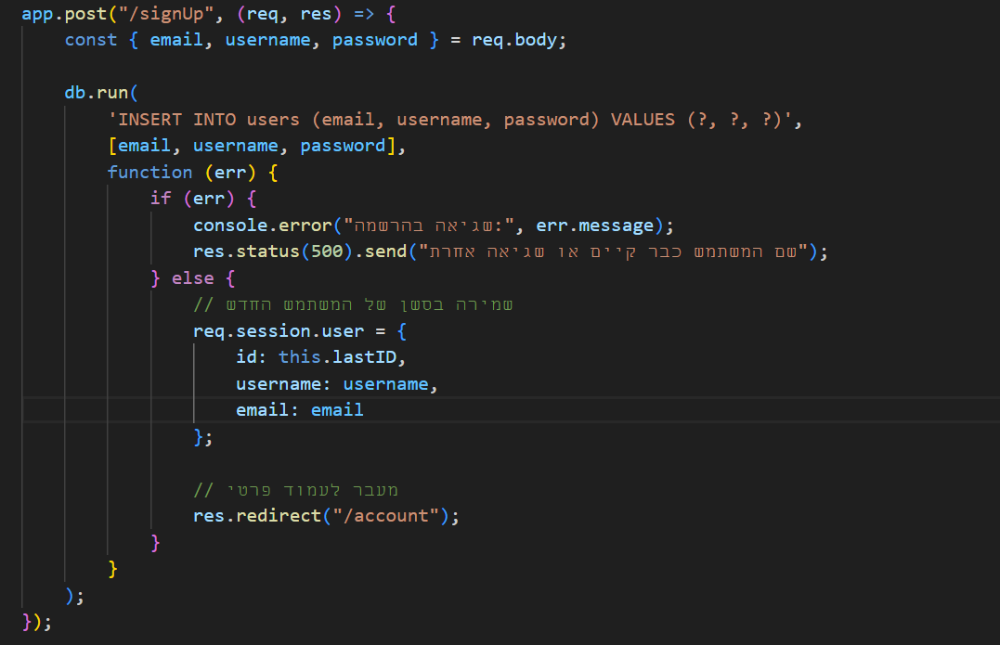 app.post("/signUp", (req, res) => {
    const { email, username, password } = req.body;

    db.run(
        'INSERT INTO users (email, username, password) VALUES (?, ?, ?)',
        [email, username, password],
        function (err) {
            if (err) {
                console.error("שגיאה בהרשמה:", err.message);
                res.status(500).send("שם המשתמש כבר קיים או שגיאה אחרת");
            } else {
                // שמירה בסשן של המשתמש החדש
                req.session.user = {
                    id: this.lastID,
                    username: username,
                    email: email
                };

                // מעבר לעמוד פרטי
                res.redirect("/account");
            }
        }
    );
});